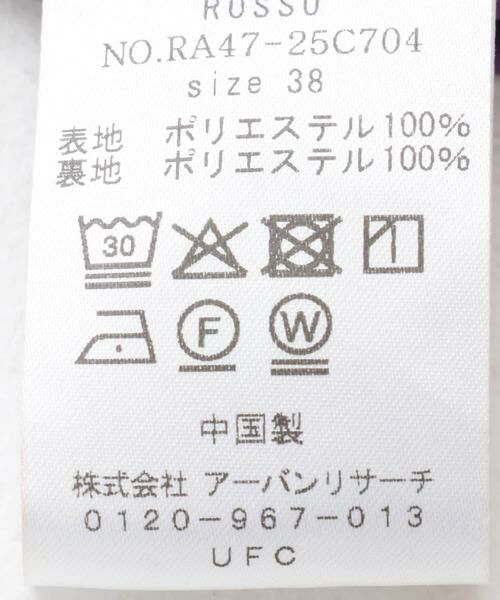 ROSSO
NO.RA47-25C704
size 38
表地 ポリエステル100%
裏地 ポリエステル100%
30
F W
中国製
株式会社 アーバンリサーチ
0120-967-013
UFC